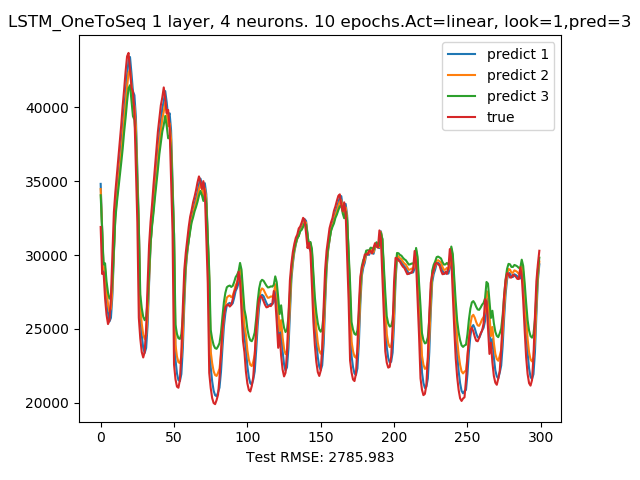 LSTM_OneToSeq 1 layer, 4 neurons. 10 epochs.Act=linear, look=1,pred=3
predict 1
predict 2
predict 3
true
40000
35000
30000
25000
20000
0 50 100 150 200 250 300
Test RMSE: 2785.983